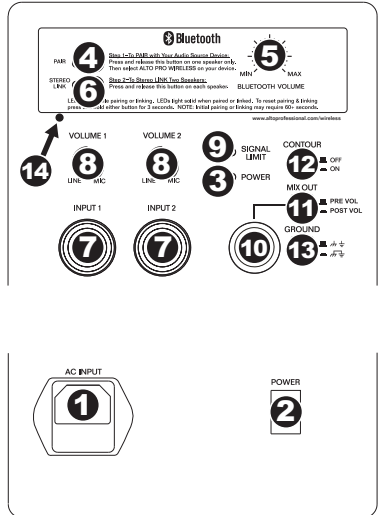 Bluetooth
Step 1–To PAIR with Your Audio Source Device:
PAIR 4 Press and release this button on one speaker only.
Then select ALTO PRO WIRELESS on your device.
5
MIN MAX
STEREO LINK 6 Step 2–To Stereo LINK Two Speakers:
Press and release this button on each speaker.
BLUETOOTH VOLUME
while pairing or linking. LEDs light solid when paired or linked. To reset pairing & linking
either button for 3 seconds. NOTE: Initial pairing or linking may require 60+ seconds.
www.altoprofessional.com/wireless
14
VOLUME 1 VOLUME 2
8 8
LINE MIC LINE MIC
9 SIGNAL LIMIT
3 POWER
CONTOUR
12 OFF
ON
MIX OUT
11 PRE VOL
POST VOL
INPUT 1 INPUT 2
7 7
10
GROUND
13
AC INPUT
1
POWER
2